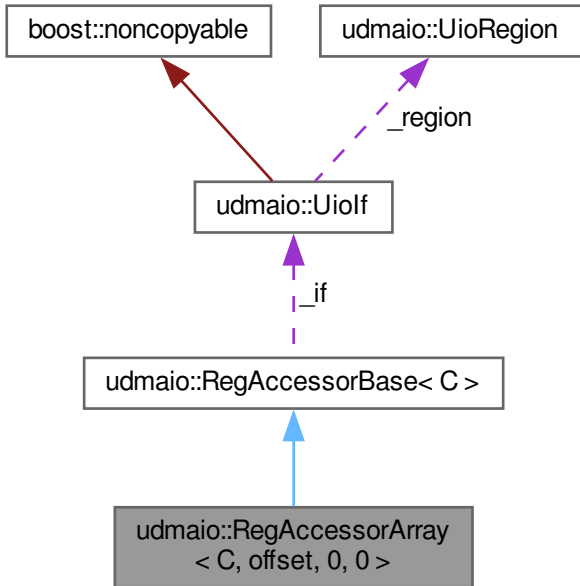 boost::noncopyable
udmaio::UioRegion
_region
udmaio::UioIf
_if
udmaio::RegAccessorBase< C >
udmaio::RegAccessorArray
< C, offset, 0, 0 >